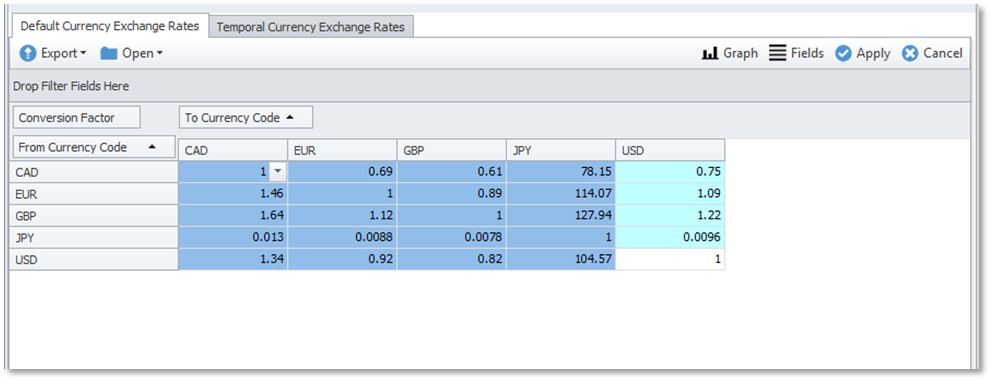 Default Currency Exchange Rates Temporal Currency Exchange Rates
Export Open Graph Fields Apply Cancel
Drop Filter Fields Here
Conversion Factor To Currency Code
From Currency Code CAD EUR GBP JPY USD
CAD 1 0.69 0.61 78.15 0.75
EUR 1.46 1 0.89 114.07 1.09
GBP 1.64 1.12 1 127.94 1.22
JPY 0.013 0.0088 0.0078 1 0.0096
USD 1.34 0.92 0.82 104.57 1